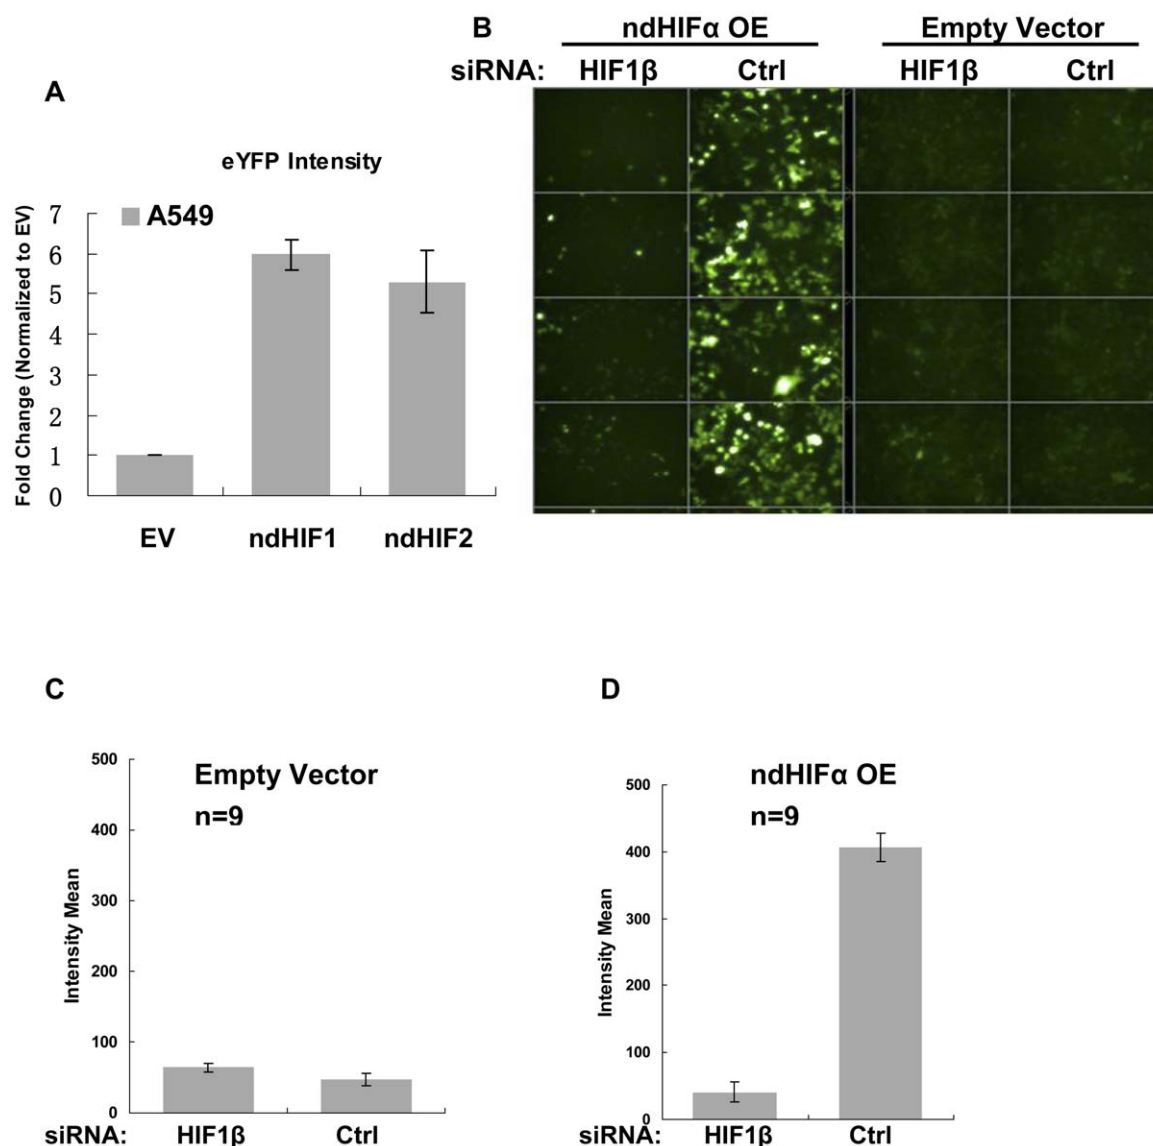 A
eYFP Intensity
Fold Change (Normalized to EV)
7
6
5
4
3
2
1
0
A549
EV ndHIF1 ndHIF2
B
ndHIFα OE Empty Vector
siRNA: HIF1β Ctrl HIF1β Ctrl
C
Empty Vector
n=9
Intensity Mean
500
400
300
200
100
0
siRNA: HIF1β Ctrl
D
ndHIFα OE
n=9
Intensity Mean
500
400
300
200
100
0
siRNA: HIF1β Ctrl